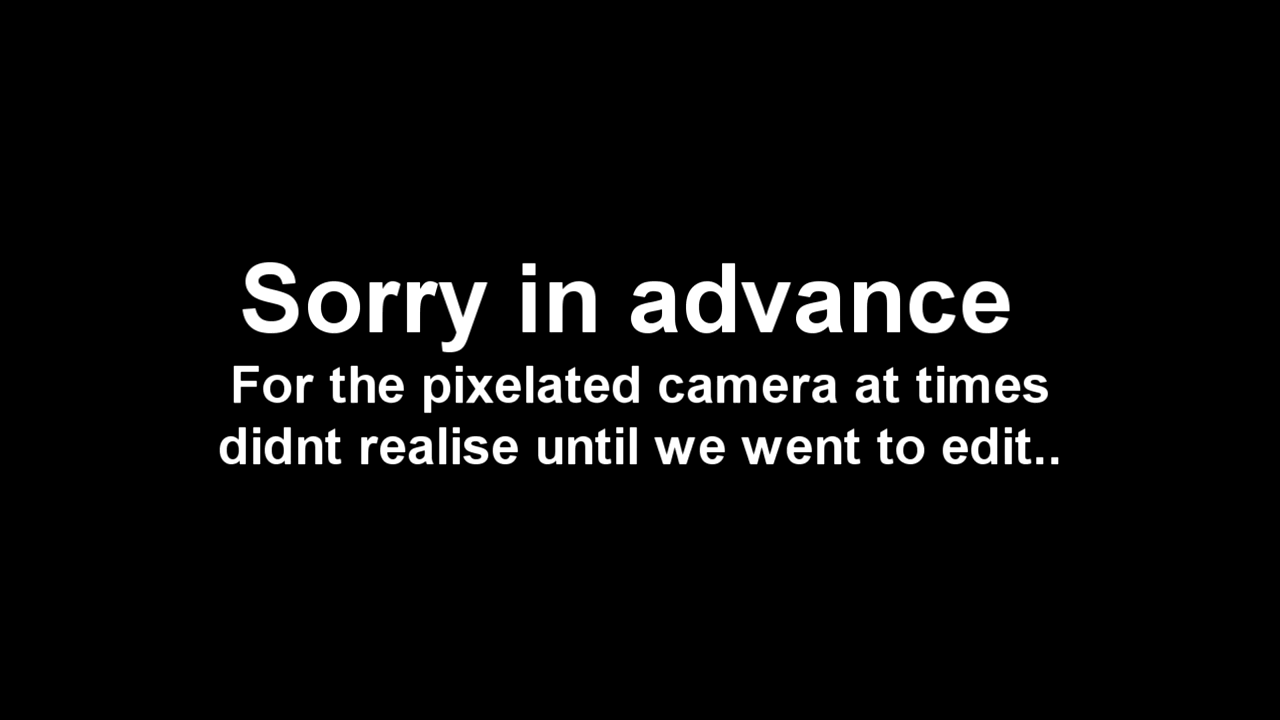 Sorry in advance
For the pixelated camera at times
didnt realise until we went to edit..